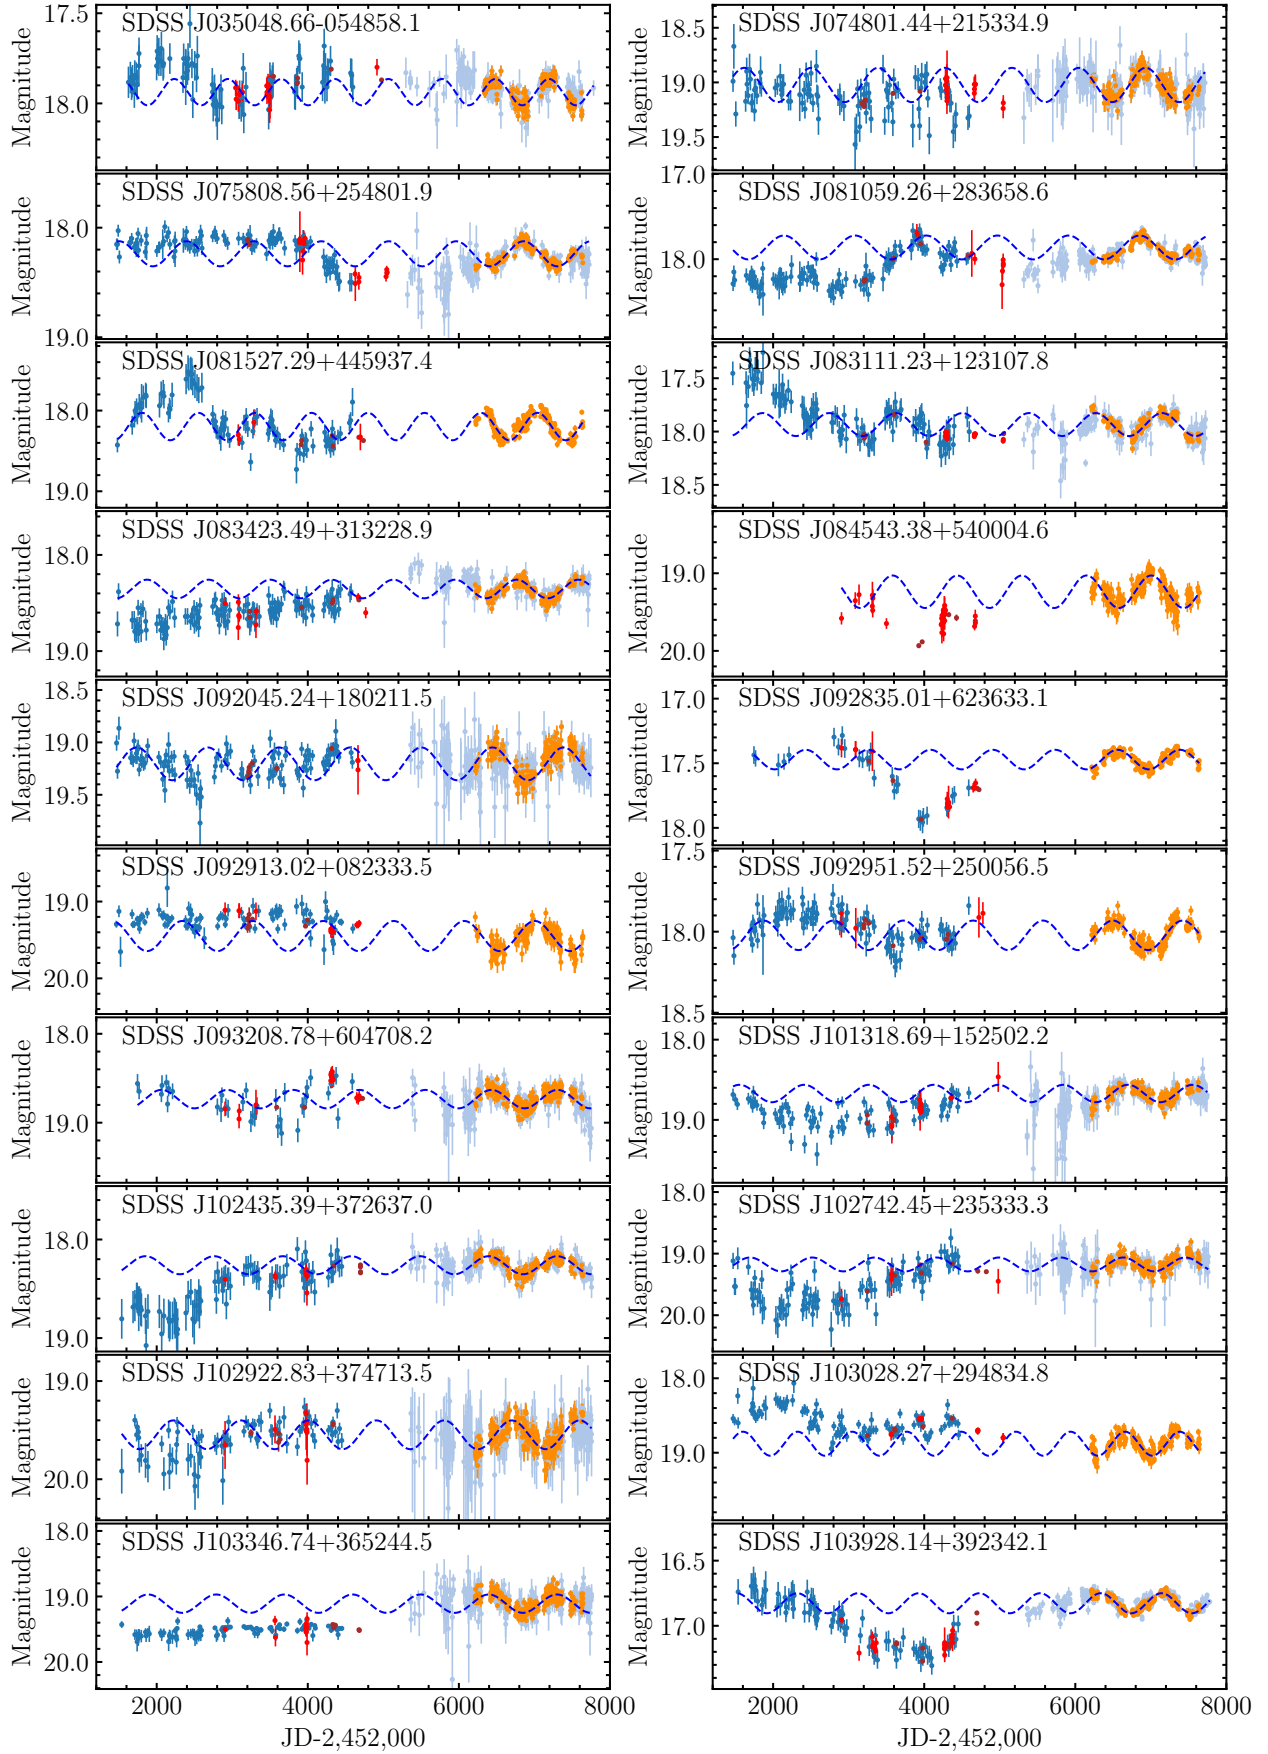 SDSS J035048.66-054858.1
17.5
18.0
Magnitude
SDSS J074801.44+215334.9
18.5
19.0
19.5
Magnitude
SDSS J075808.56+254801.9
18.0
19.0
Magnitude
SDSS J081059.26+283658.6
17.0
18.0
Magnitude
SDSS J081527.29+445937.4
18.0
19.0
Magnitude
SDSS J083111.23+123107.8
17.5
18.0
18.5
Magnitude
SDSS J083423.49+313228.9
18.0
19.0
Magnitude
SDSS J084543.38+540004.6
19.0
20.0
Magnitude
SDSS J092045.24+180211.5
18.5
19.0
19.5
Magnitude
SDSS J092835.01+623633.1
17.0
17.5
18.0
Magnitude
SDSS J092913.02+082333.5
19.0
20.0
Magnitude
SDSS J092951.52+250056.5
17.5
18.0
18.5
Magnitude
SDSS J093208.78+604708.2
18.0
19.0
Magnitude
SDSS J101318.69+152502.2
18.0
19.0
Magnitude
SDSS J102435.39+372637.0
18.0
19.0
Magnitude
SDSS J102742.45+235333.3
18.0
19.0
20.0
Magnitude
SDSS J102922.83+374713.5
19.0
20.0
Magnitude
SDSS J103028.27+294834.8
18.0
19.0
Magnitude
SDSS J103346.74+365244.5
18.0
19.0
20.0
Magnitude
SDSS J103928.14+392342.1
16.5
17.0
Magnitude
2000 4000 6000 8000
JD-2,452,000
2000 4000 6000 8000
JD-2,452,000